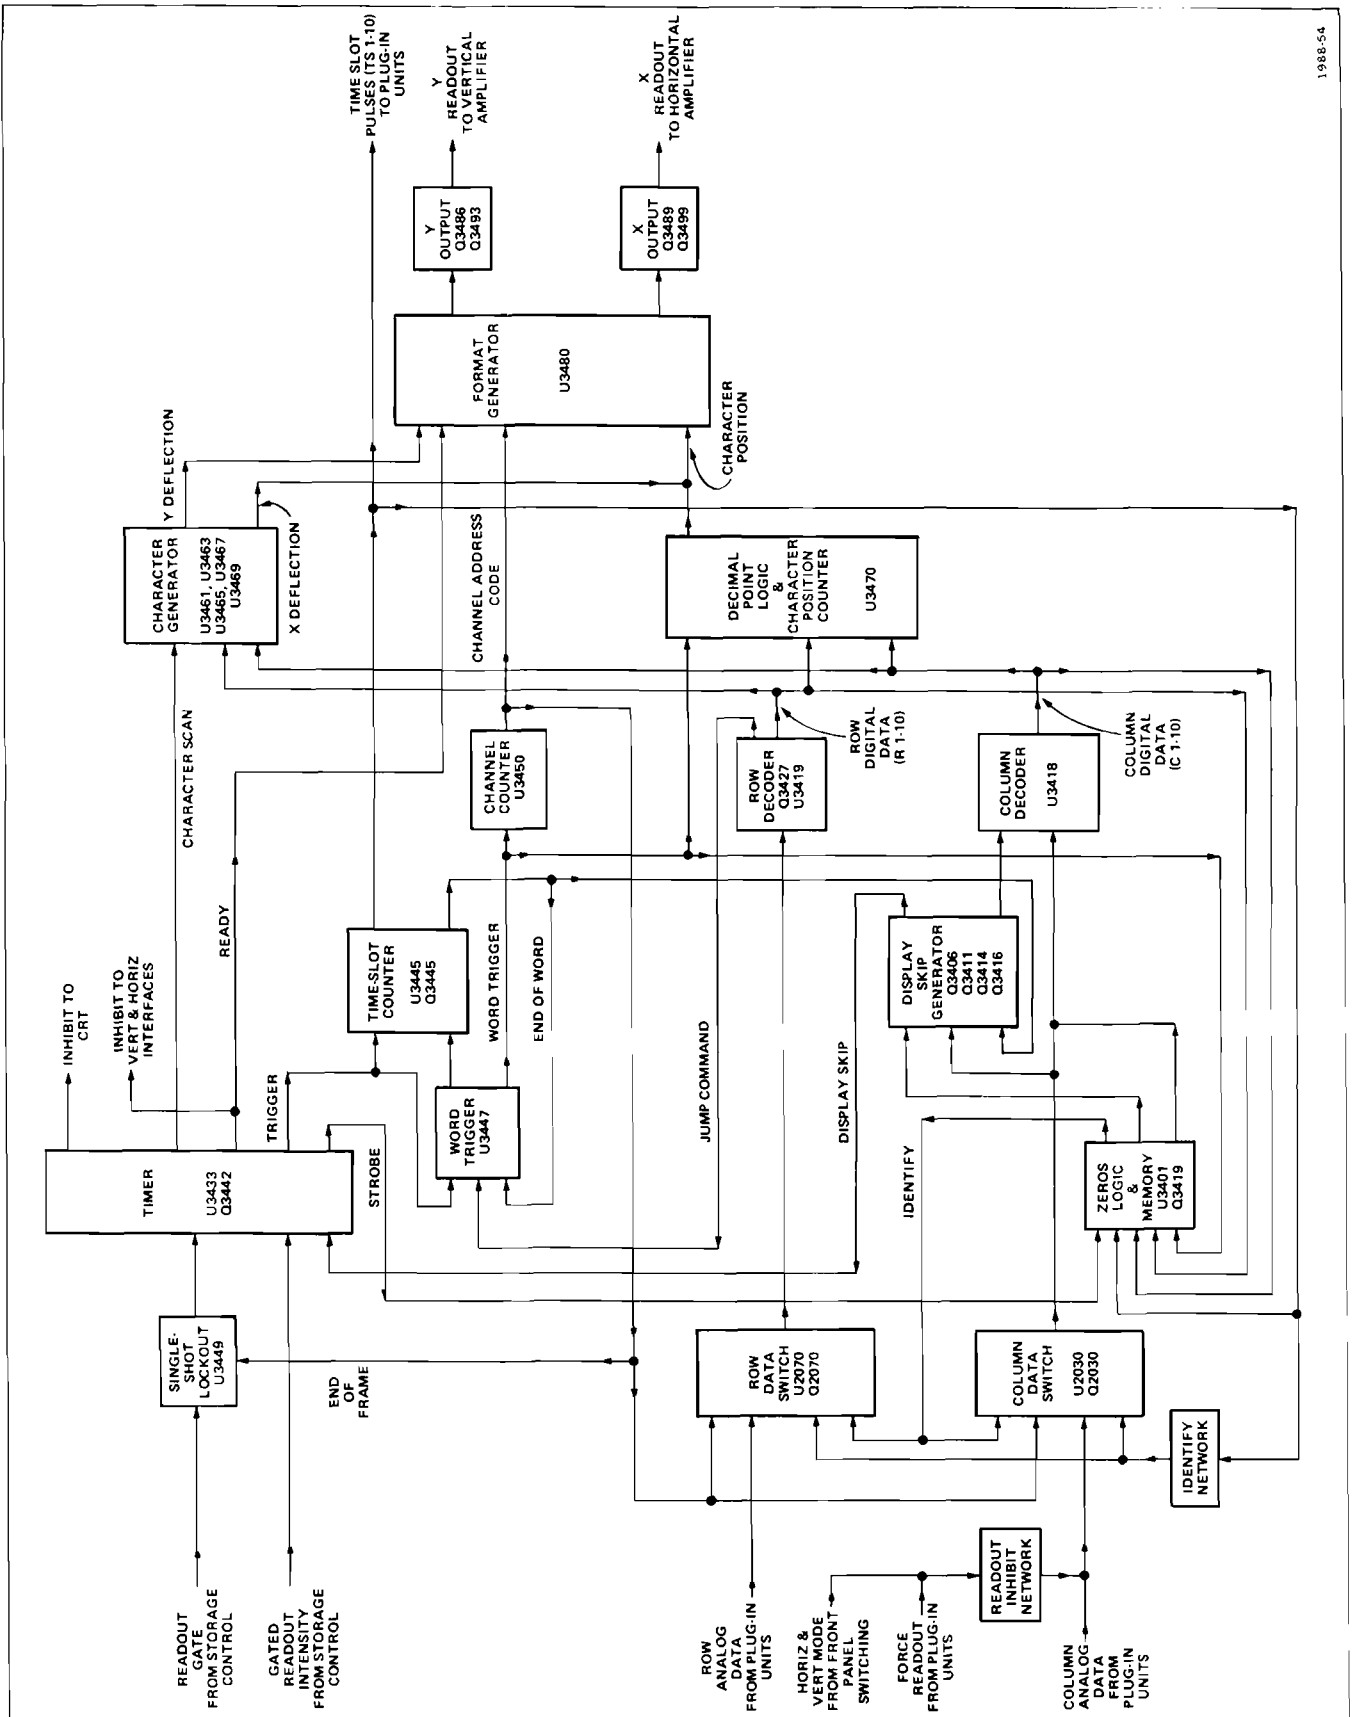 READOUT
GATE
FROM STORAGE
CONTROL
GATED
READOUT
INTENSITY
FROM STORAGE
CONTROL
ROW
ANALOG
DATA
FROM PLUG-IN
UNITS
HORIZ &
VERT MODE
FROM FRONT
PANEL
SWITCHING
FORCE
READOUT
FROM PLUG-IN
UNITS
COLUMN
ANALOG
DATA
FROM
PLUG-IN
UNITS
READOUT
INHIBIT
NETWORK
IDENTIFY
NETWORK
SINGLE-
SHOT
LOCKOUT
U3449
END
OF
FRAME
ROW
DATA
SWITCH
U2070
Q2070
COLUMN
DATA
SWITCH
U2030
Q2030
TIMER
U3433
Q3442
INHIBIT TO
CRT
INHIBIT TO
VERT & HORIZ
INTERFACES
TRIGGER
STROBE
READY
CHARACTER SCAN
WORD
TRIGGER
U3447
JUMP COMMAND
DISPLAY SKIP
IDENTIFY
ZEROS
LOGIC
&
MEMORY
U3401
Q3419
TIME-SLOT
COUNTER
U3445
Q3445
WORD TRIGGER
END OF WORD
DISPLAY
SKIP
GENERATOR
Q3406
Q3411
Q3414
Q3416
CHANNEL
COUNTER
U3450
ROW
DECODER
Q3427
U3419
COLUMN
DECODER
U3418
ROW
DIGITAL
DATA
(R 1-10)
COLUMN
DIGITAL
DATA
(C 1-10)
CHARACTER
GENERATOR
U3461, U3463
U3465, U3467
U3469
Y DEFLECTION
X DEFLECTION
CHANNEL ADDRESS
CODE
DECIMAL
POINT
LOGIC
&
CHARACTER
POSITION
COUNTER
U3470
CHARACTER
POSITION
FORMAT
GENERATOR
U3480
Y
OUTPUT
Q3486
Q3493
X
OUTPUT
Q3489
Q3499
TIME SLOT
PULSES (TS 1-10)
TO PLUG-IN
UNITS
Y
READOUT
TO VERTICAL
AMPLIFIER
X
READOUT
TO HORIZONTAL
AMPLIFIER
1988-54